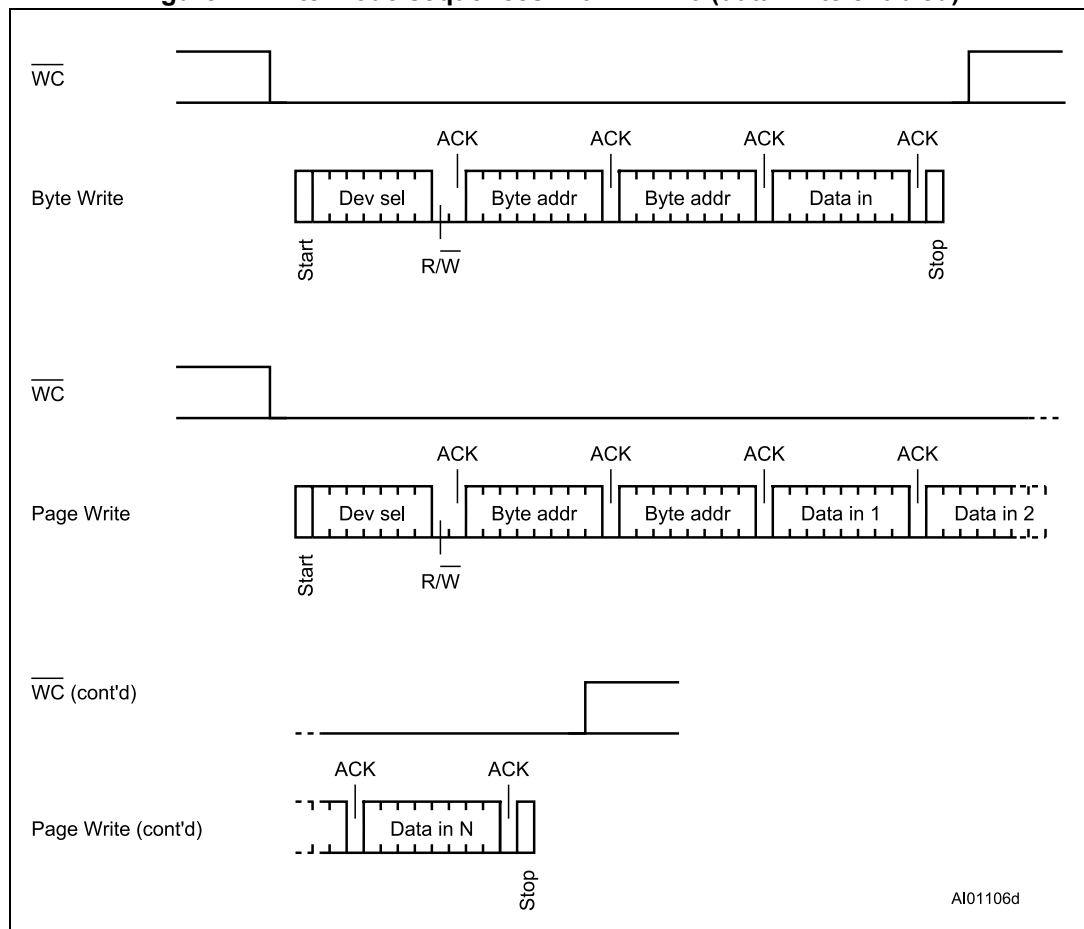 WC
ACK ACK ACK ACK
Byte Write Dev sel Byte addr Byte addr Data in
Start R/W Stop
WC
ACK ACK ACK ACK
Page Write Dev sel Byte addr Byte addr Data in 1 Data in 2
Start R/W
WC (cont'd)
ACK ACK
Page Write (cont'd) Data in N
Stop
AI01106d